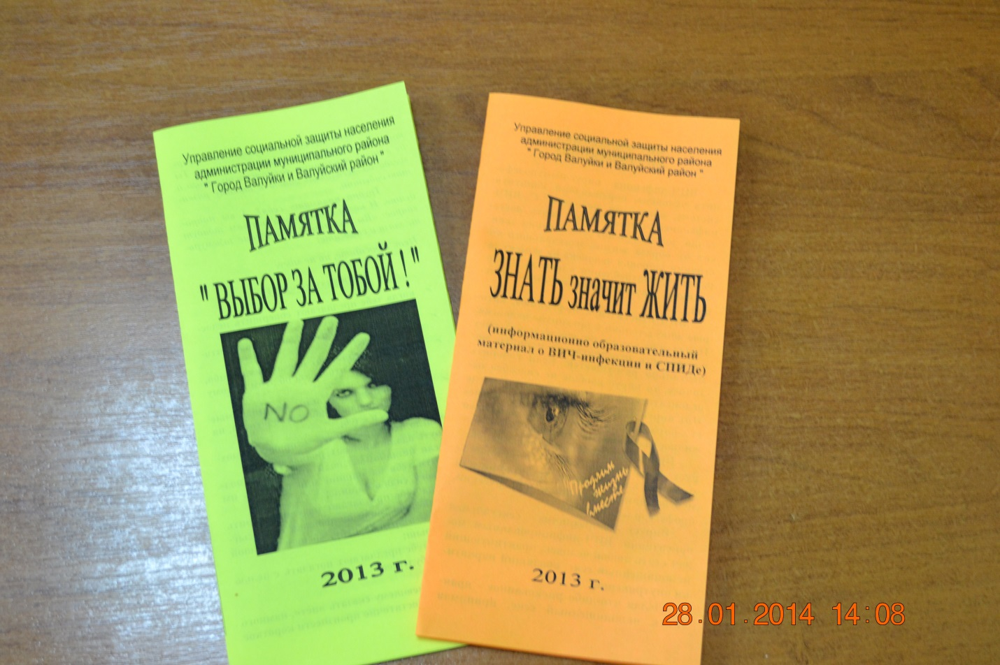 Управление социальной защиты населения
администрации муниципального района
" Город Валуйки и Валуйский район "
ПАМЯТКА
" ВЫБОР ЗА ТОБОЙ ! "
NO
2013 г.
Управление социальной защиты населения
администрации муниципального района
" Город Валуйки и Валуйский район "
ПАМЯТКА
ЗНАТЬ значит ЖИТЬ
(информационно образовательный
материал о ВИЧ-инфекции и СПИДе)
Продлим
жизнь
вместе
2013 г.
28.01.2014 14:08